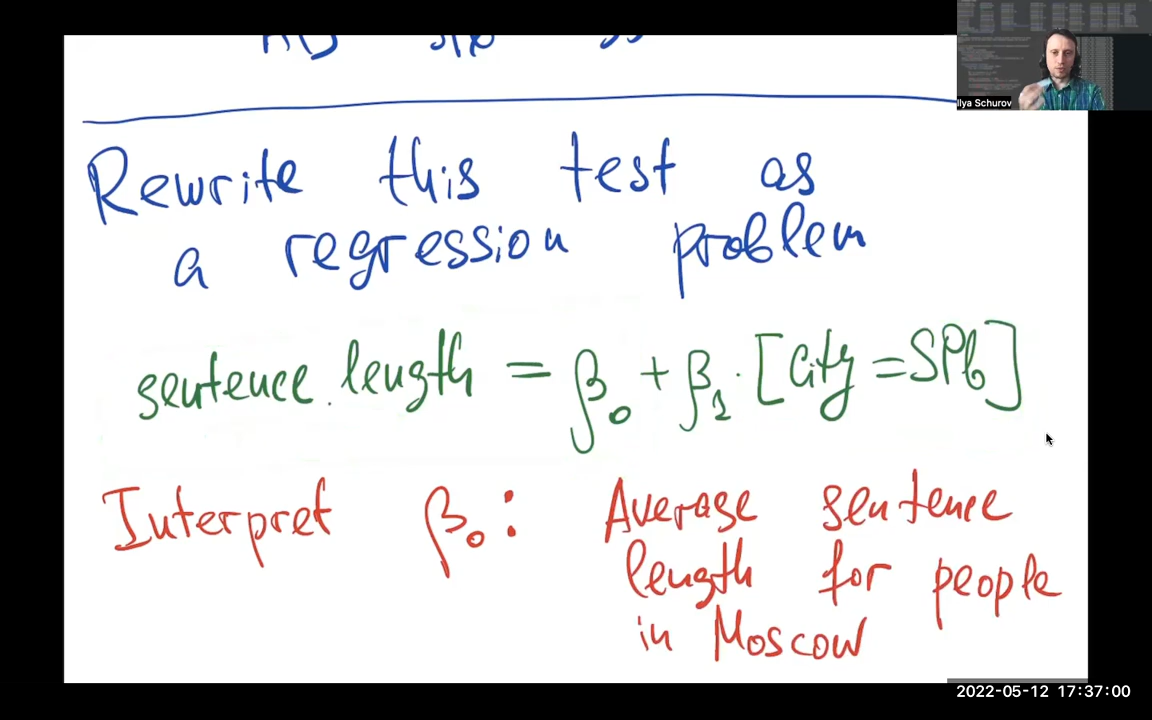 Ilya Schurov
Rewrite this test as
a regression problem
sentence.length = β₀ + β₁ · [City = SPb]
Interpret β₀: Average sentence
length for people
in Moscow
2022-05-12 17:37:00